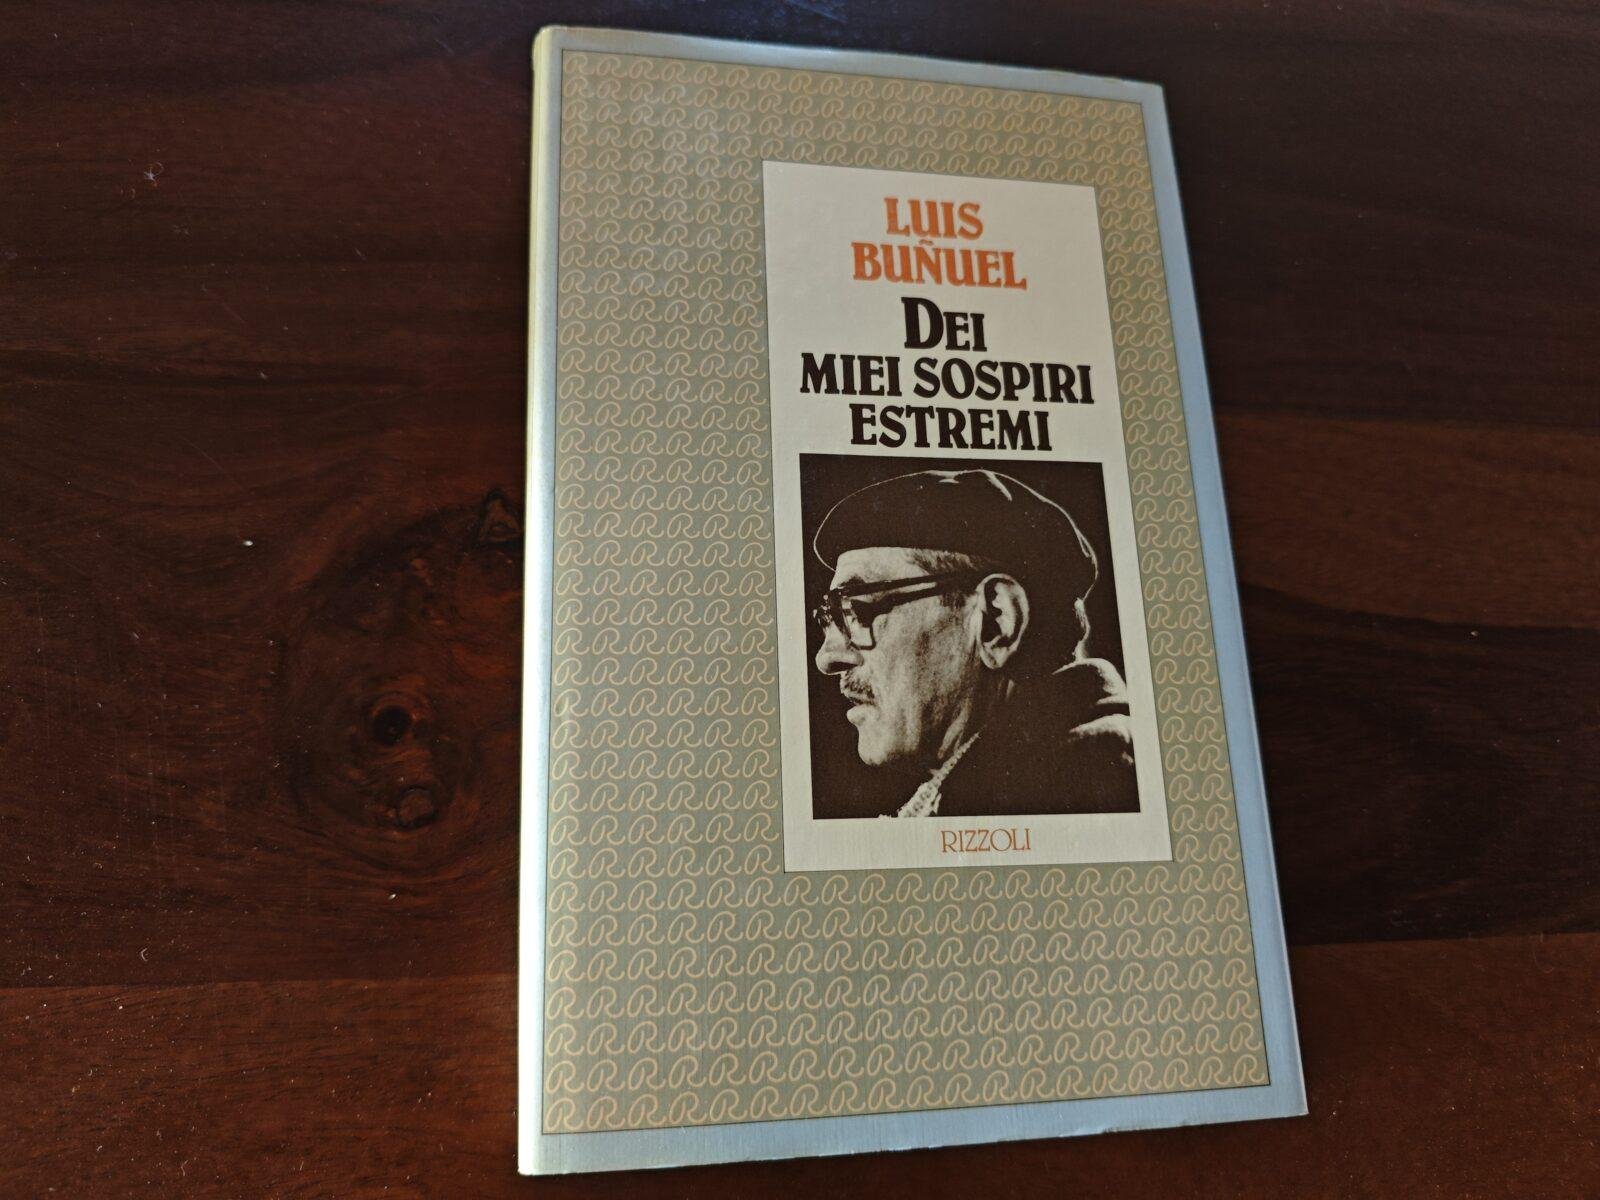 LUIS
BUÑUEL
DEI
MIEI SOSPIRI
ESTREMI
RIZZOLI